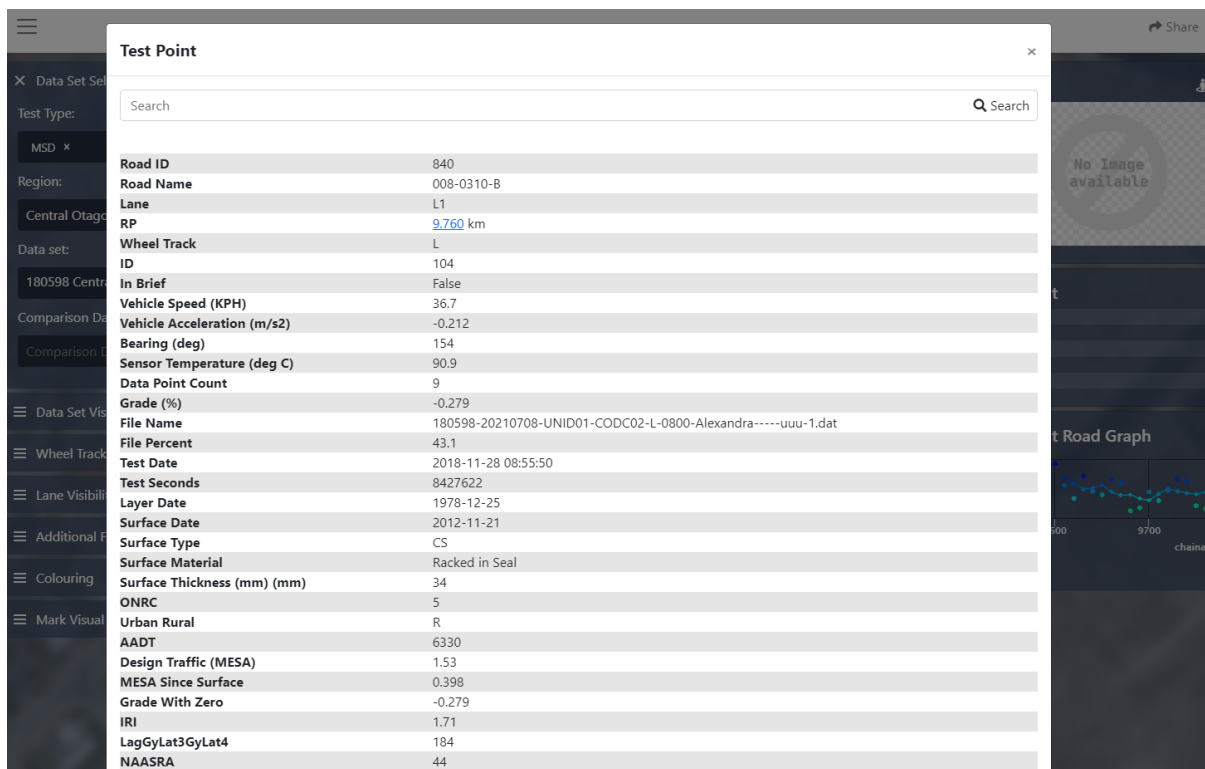 Share
Test Point ×
Search Search
× Data Set Sel
Test Type:
MSD ×
Region:
Central Otago
Data set:
180598 Centr
Comparison Da
Comparison D
Data Set Vis
Wheel Track
Lane Visibili
Additional F
Colouring
Mark Visual
Road ID 840
Road Name 008-0310-B
Lane L1
RP 9.760 km
Wheel Track L
ID 104
In Brief False
Vehicle Speed (KPH) 36.7
Vehicle Acceleration (m/s2) -0.212
Bearing (deg) 154
Sensor Temperature (deg C) 90.9
Data Point Count 9
Grade (%) -0.279
File Name 180598-20210708-UNID01-CODC02-L-0800-Alexandra-----uuu-1.dat
File Percent 43.1
Test Date 2018-11-28 08:55:50
Test Seconds 8427622
Layer Date 1978-12-25
Surface Date 2012-11-21
Surface Type CS
Surface Material Racked in Seal
Surface Thickness (mm) (mm) 34
ONRC 5
Urban Rural R
AADT 6330
Design Traffic (MESA) 1.53
MESA Since Surface 0.398
Grade With Zero -0.279
IRI 1.71
LagGyLat3GyLat4 184
NAASRA 44
No Image
available
t
t Road Graph
600 9700
chaina